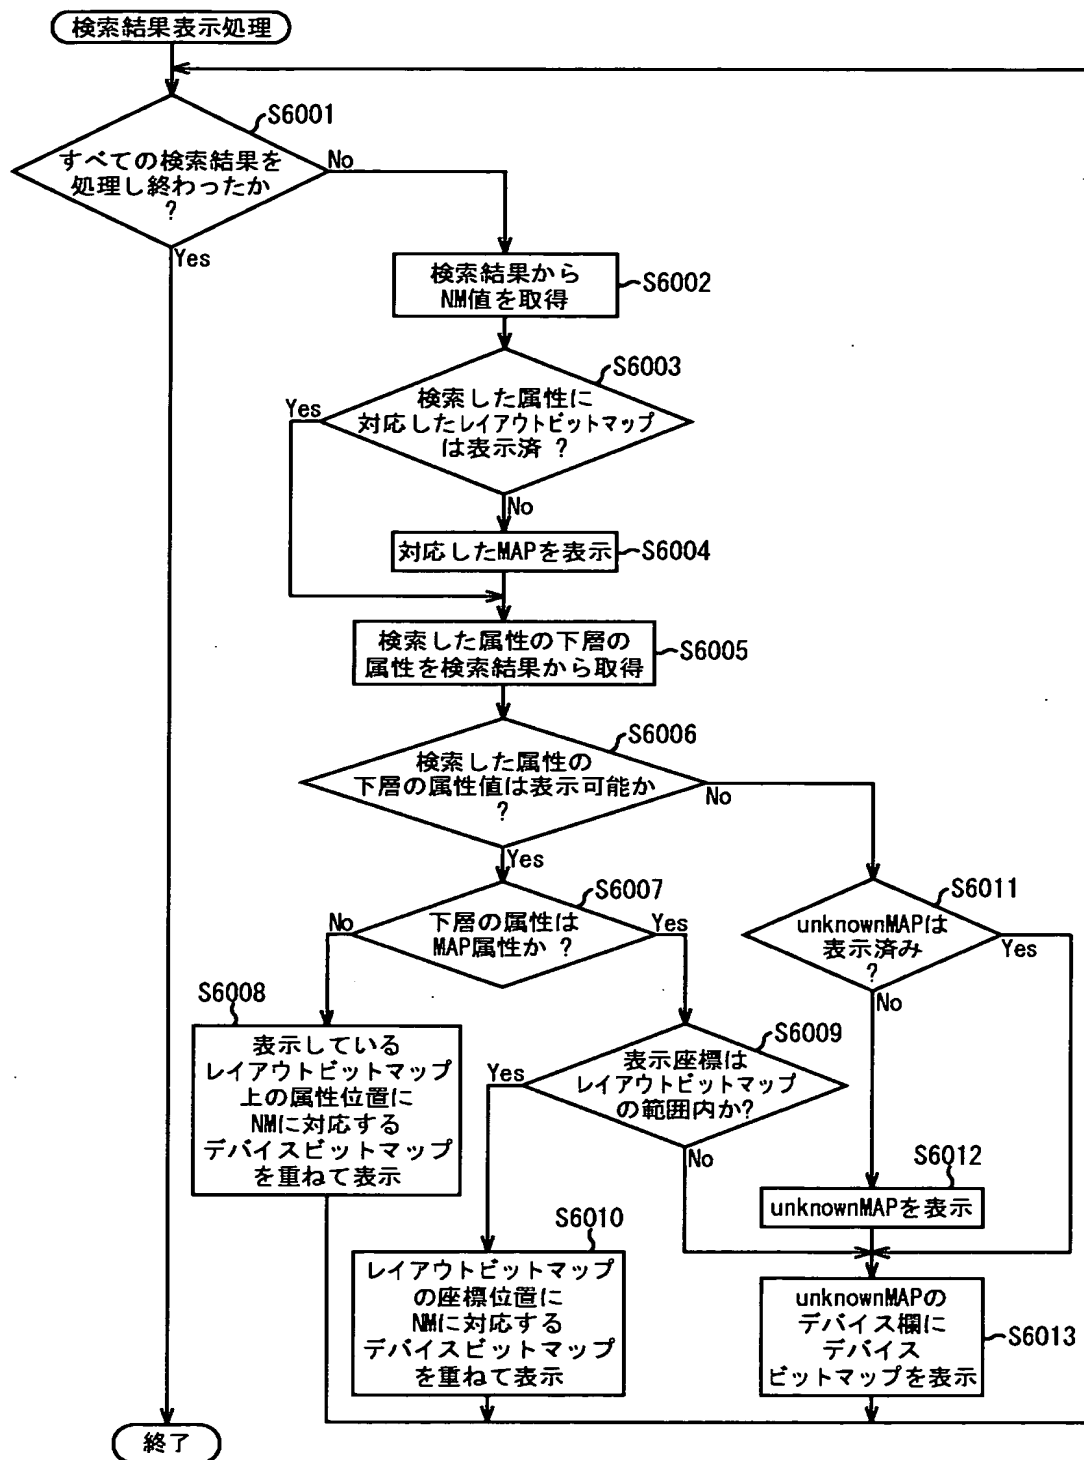 検索結果表示処理
S6001
すべての検索結果を
処理し終わったか
?
No
Yes
検索結果から
NM値を取得
S6002
S6003
検索した属性に
対応したレイアウトビットマップ
は表示済 ?
Yes
No
対応したMAPを表示
S6004
検索した属性の下層の
属性を検索結果から取得
S6005
S6006
検索した属性の
下層の属性値は表示可能か
?
No
Yes
S6007
下層の属性は
MAP属性か ?
No
Yes
S6011
unknownMAPは
表示済み
?
Yes
No
S6008
表示している
レイアウトビットマップ
上の属性位置に
NMに対応する
デバイスビットマップ
を重ねて表示
S6009
表示座標は
レイアウトビットマップ
の範囲内か?
Yes
No
S6012
unknownMAPを表示
S6010
レイアウトビットマップ
の座標位置に
NMに対応する
デバイスビットマップ
を重ねて表示
unknownMAPの
デバイス欄に
デバイス
ビットマップを表示
S6013
終了